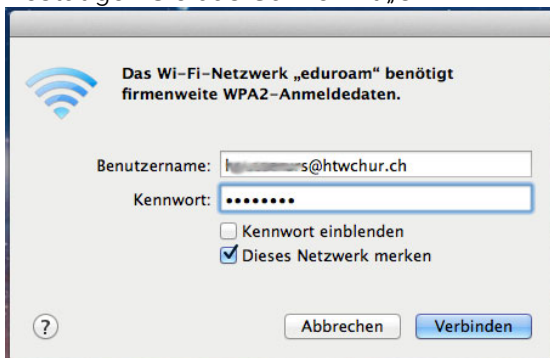 Das Wi-Fi-Netzwerk „eduroam“ benötigt
firmenweite WPA2-Anmeldedaten.
Benutzername: s@htwchur.ch
Kennwort: ••••••••
Kennwort einblenden
Dieses Netzwerk merken
? Abbrechen Verbinden